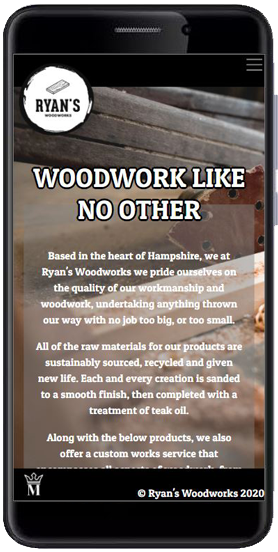 RYAN'S
WOODWORKS
WOODWORK LIKE
NO OTHER
Based in the heart of Hampshire, we at
Ryan's Woodworks we pride ourselves on
the quality of our workmanship and
woodwork, undertaking anything thrown
our way with no job too big, or too small.
All of the raw materials for our products are
sustainably sourced, recycled and given
new life. Each and every creation is sanded
to a smooth finish, then completed with a
treatment of teak oil.
Along with the below products, we also
offer a custom works service that
M
© Ryan's Woodworks 2020